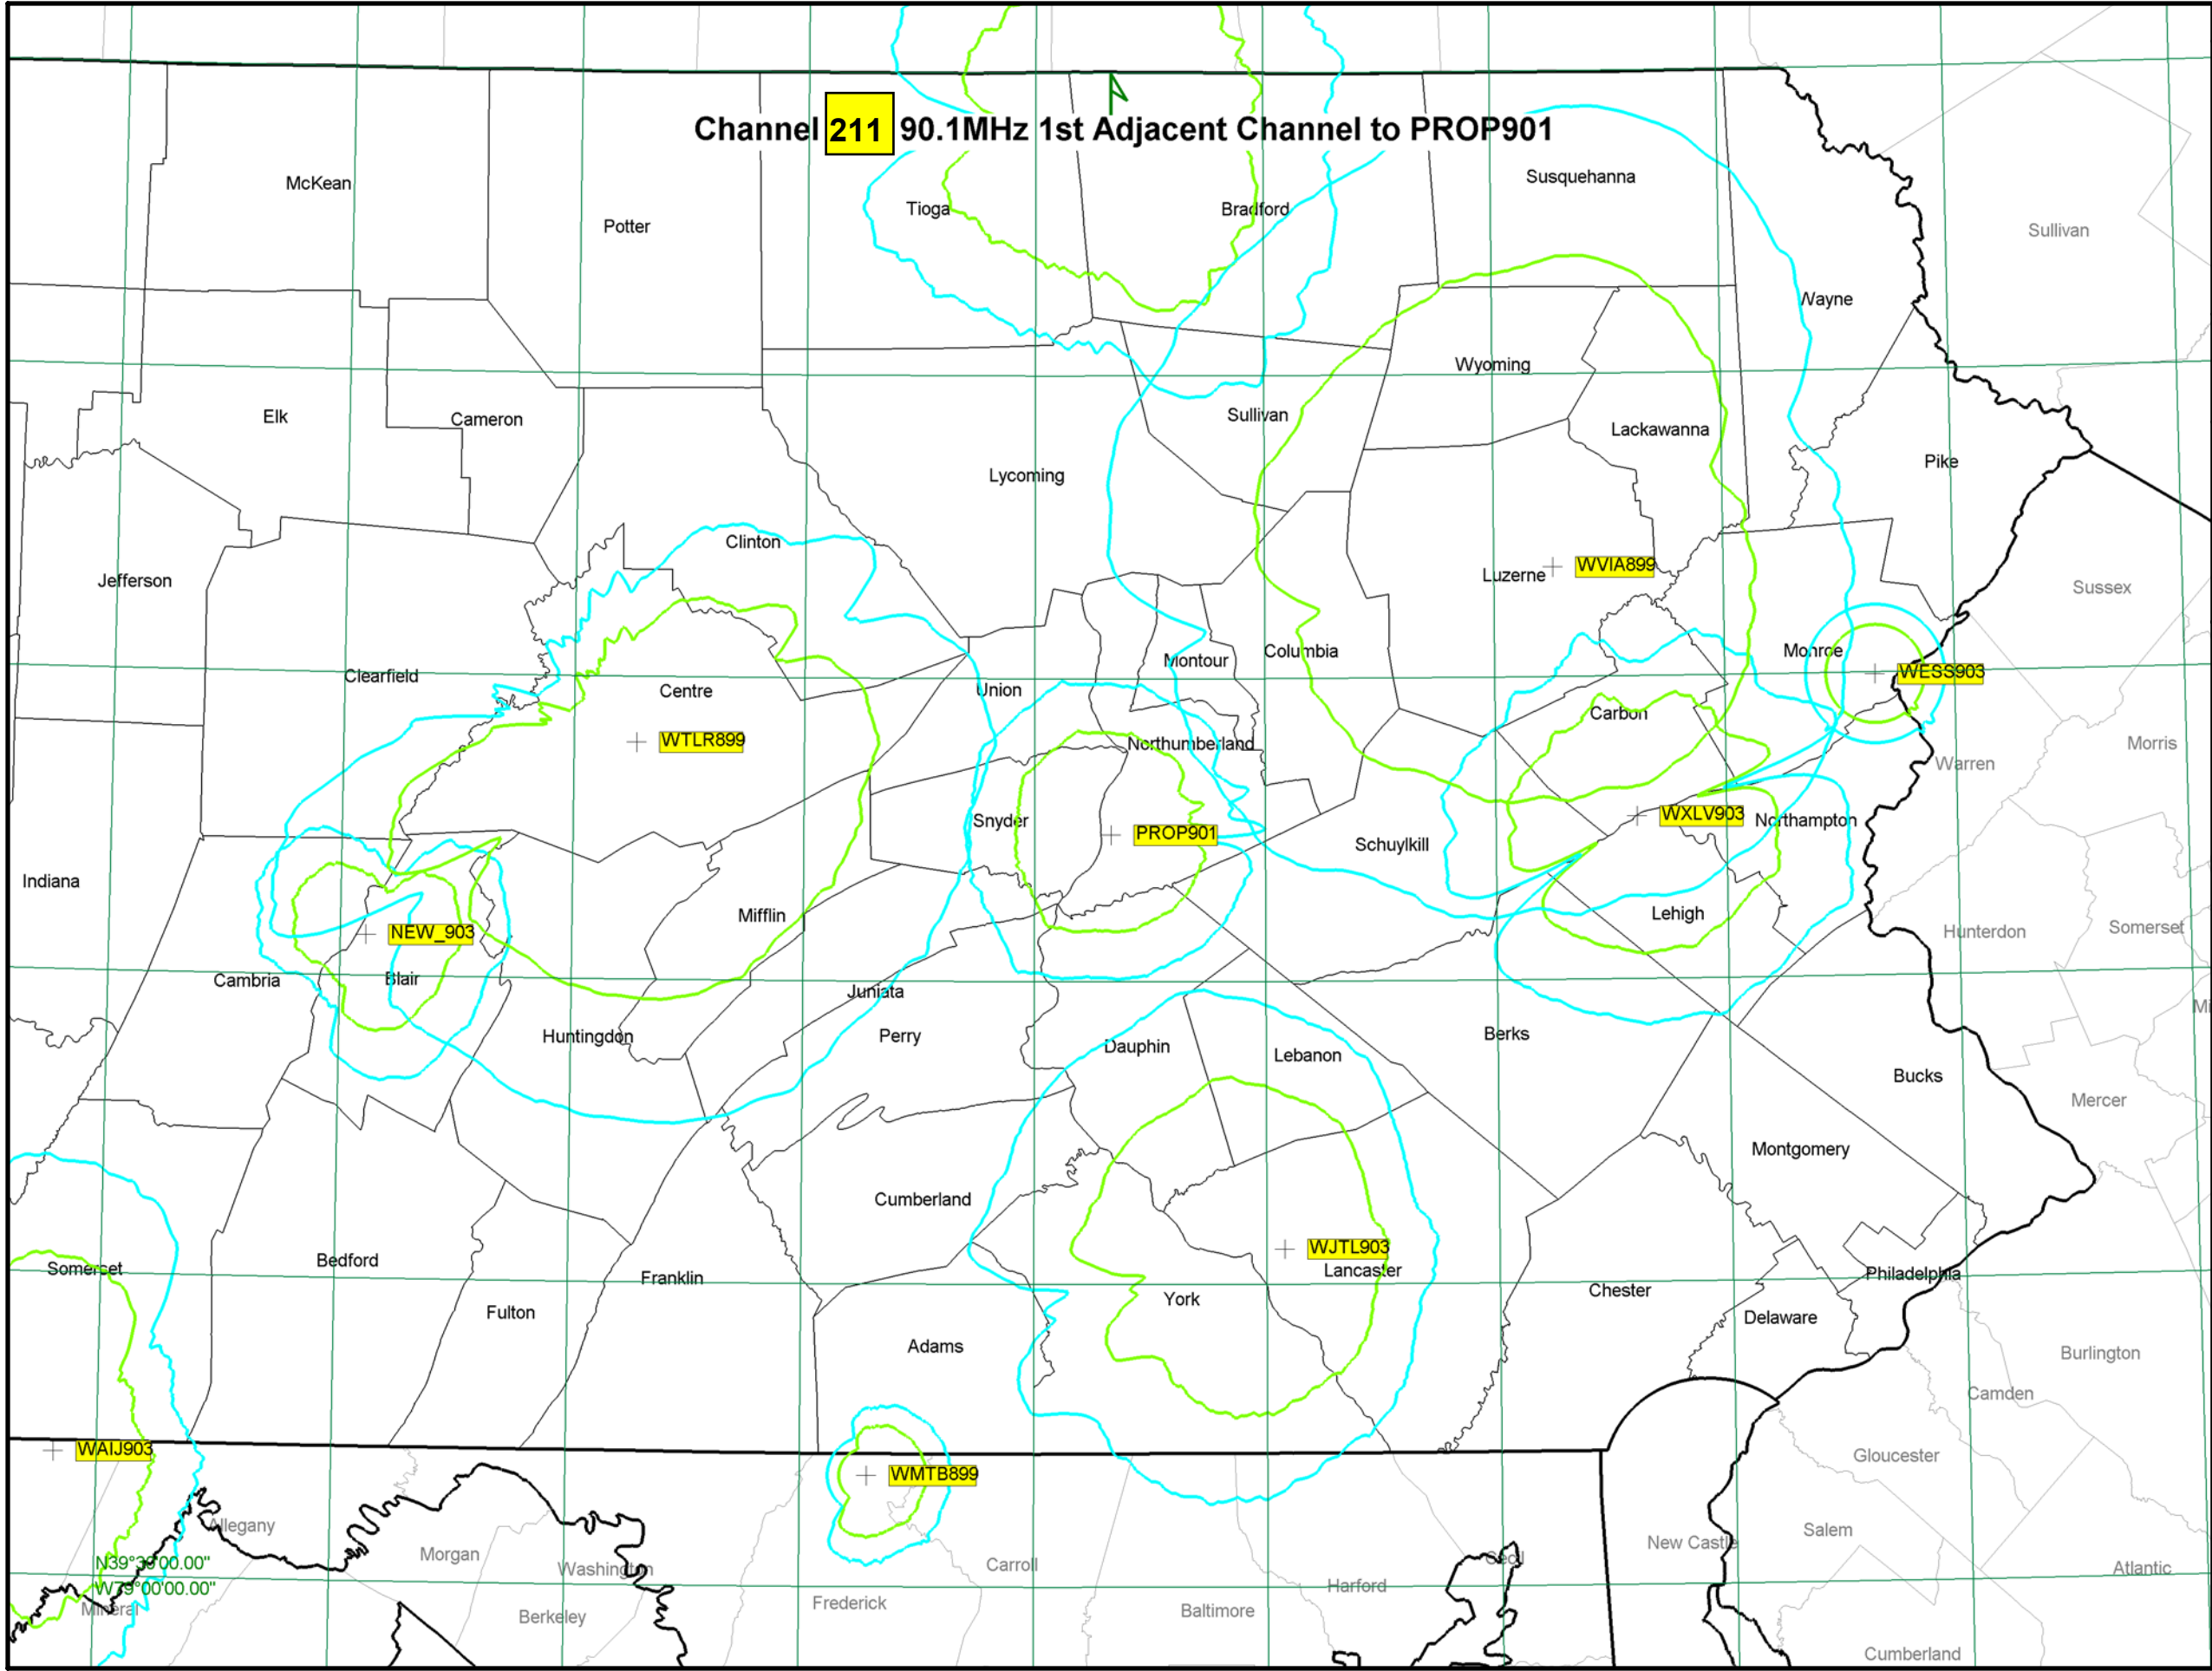 Channel 211 90.1MHz 1st Adjacent Channel to PROP901
McKean
Potter
Tioga
Bradford
Susquehanna
Sullivan
Wayne
Wyoming
Elk
Cameron
Sullivan
Lackawanna
Lycoming
Pike
Clinton
Jefferson
WVIA899
Luzerne
Sussex
Clearfield
Centre
Union
Montour
Columbia
Monroe
WESS903
Carbon
WTLR899
Northumberland
Morris
Warren
Snyder
PROP901
WXLV903
Northampton
Schuylkill
Indiana
Mifflin
Lehigh
NEW_903
Hunterdon
Somerset
Cambria
Blair
Juniata
Mi
Huntingdon
Perry
Dauphin
Lebanon
Berks
Bucks
Mercer
Montgomery
Cumberland
WJTL903
Somerset
Bedford
Franklin
Lancaster
Philadelphia
Fulton
York
Chester
Delaware
Adams
Burlington
Camden
WAIJ903
WMTB899
Gloucester
Allegany
Salem
New Castle
Morgan
Washington
Carroll
Cecil
Harford
Atlantic
N39°30'00.00"
W79°00'00.00"
Mineral
Berkeley
Frederick
Baltimore
Cumberland